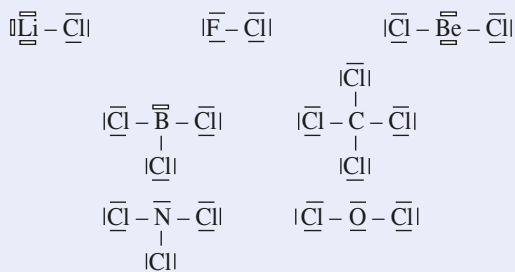 Li – Cl| |F – Cl| |Cl – Be – Cl|
|Cl|
|Cl – B – Cl| |Cl – C – Cl|
|Cl| |Cl|
|Cl – N – Cl| |Cl – O – Cl|
|Cl|